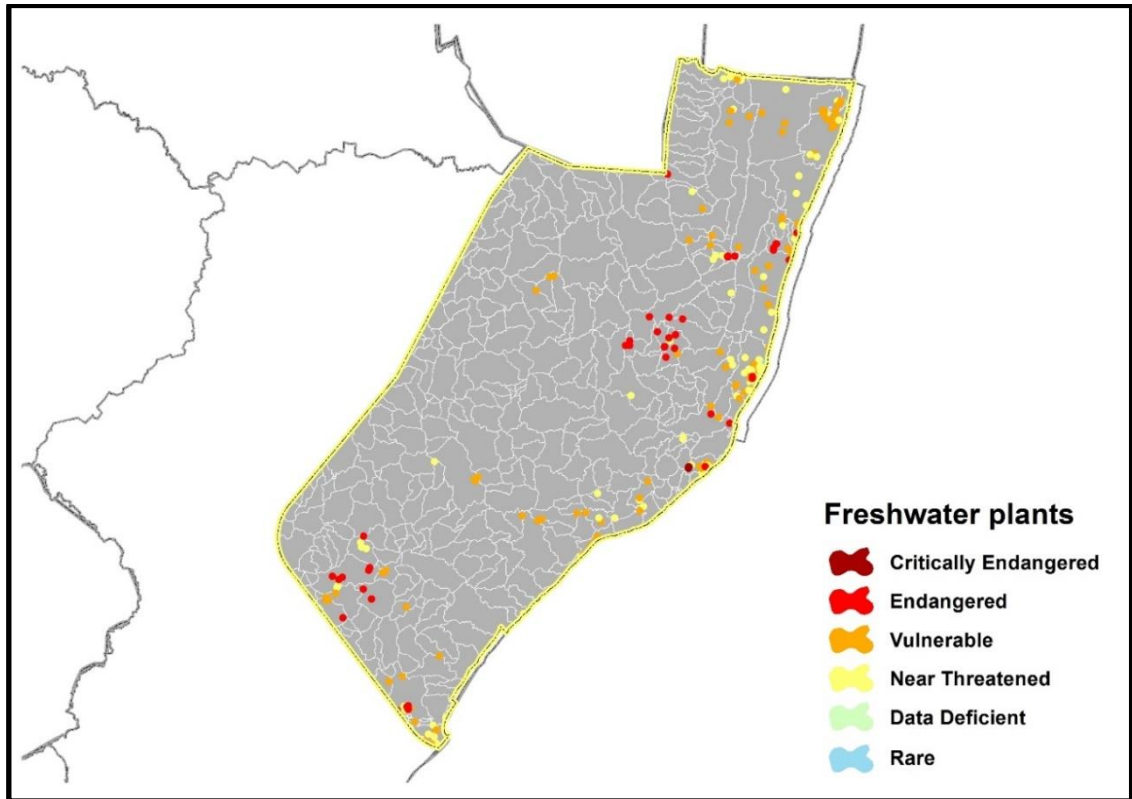 Freshwater plants
Critically Endangered
Endangered
Vulnerable
Near Threatened
Data Deficient
Rare